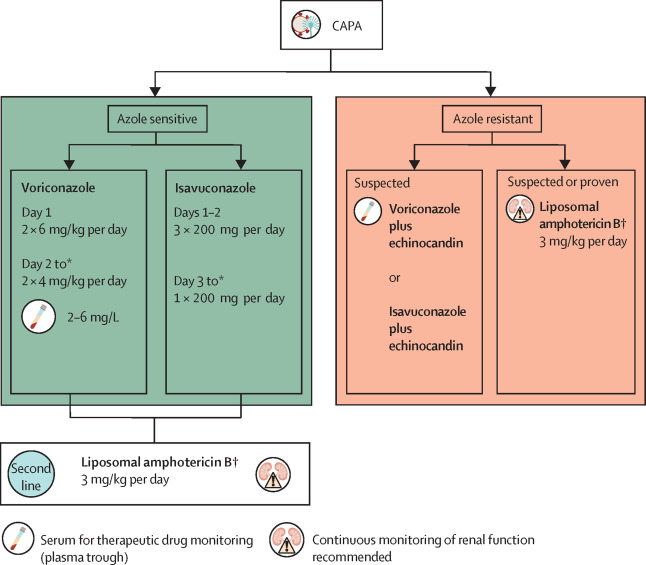 CAPA
Azole sensitive
Voriconazole
Day 1
2 × 6 mg/kg per day
Day 2 to*
2 × 4 mg/kg per day
2–6 mg/L
Isavuconazole
Days 1–2
3 × 200 mg per day
Day 3 to*
1 × 200 mg per day
Second
line
Liposomal amphotericin B†
3 mg/kg per day
Azole resistant
Suspected
Voriconazole
plus
echinocandin
or
Isavuconazole
plus
echinocandin
Suspected or proven
Liposomal
amphotericin B†
3 mg/kg per day
Serum for therapeutic drug monitoring
(plasma trough)
Continuous monitoring of renal function
recommended